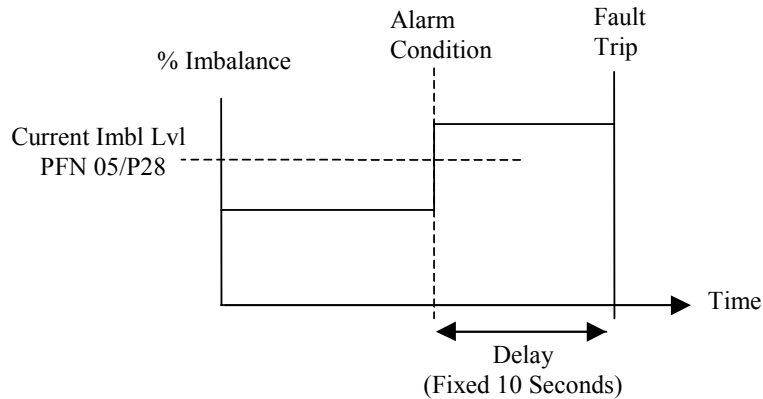 % Imbalance
Alarm
Condition
Fault
Trip
Current Imbl Lvl
PFN 05/P28
Time
Delay
(Fixed 10 Seconds)